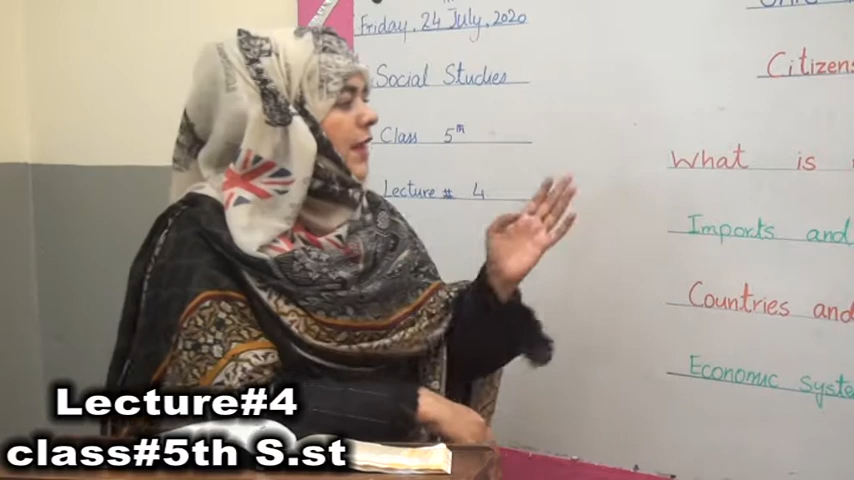 Friday, 24 July, 2020
Social Studies
Class 5th
Lecture # 4
Citizens
What is
Imports and
Countries and
Economic Syste
Lecture#4
class#5th S.st